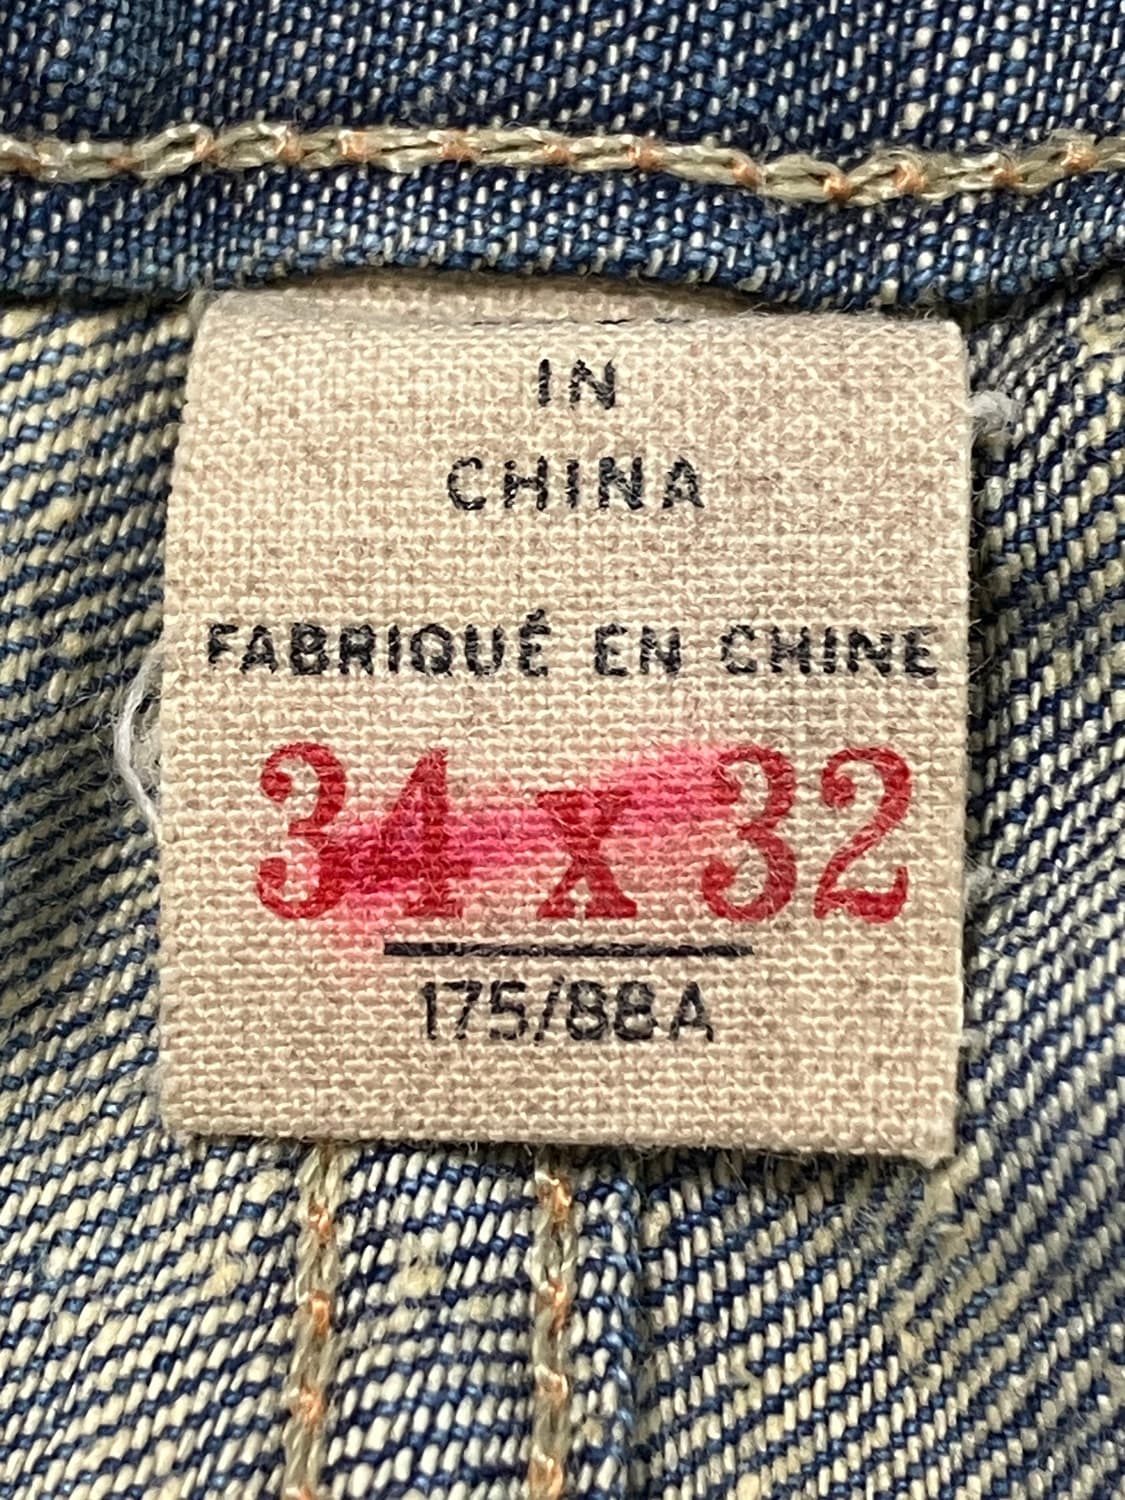 IN
CHINA
FABRIQUÉ EN CHINE
34 x 32
175/88A